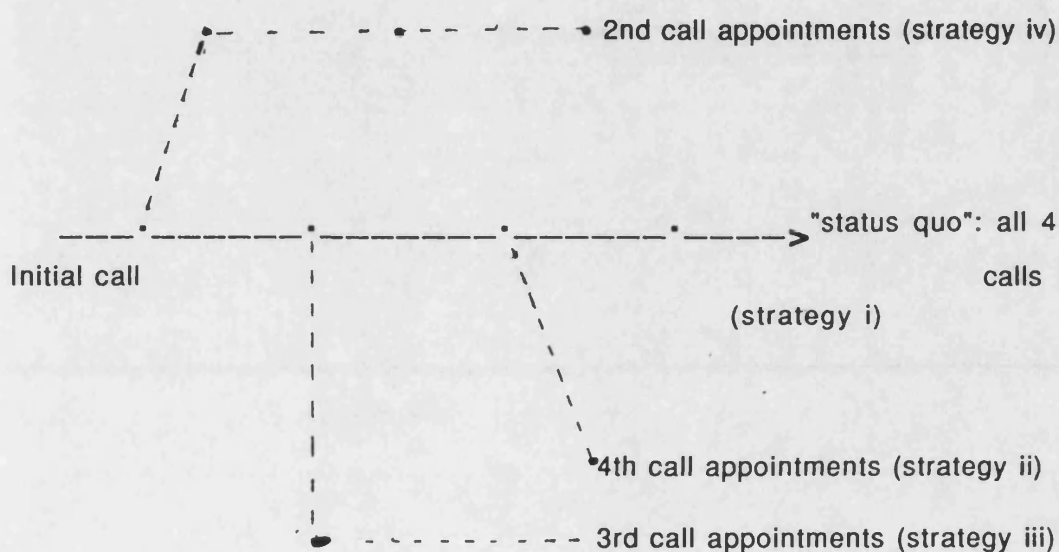 2nd call appointments (strategy iv)
"status quo": all 4
Initial call
calls
(strategy i)
4th call appointments (strategy ii)
3rd call appointments (strategy iii)